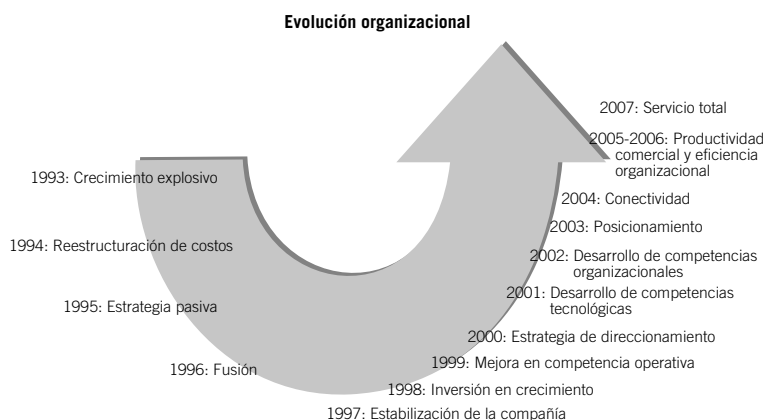 Evolución organizacional
1993: Crecimiento explosivo
1994: Reestructuración de costos
1995: Estrategia pasiva
1996: Fusión
1997: Estabilización de la compañía
1998: Inversión en crecimiento
1999: Mejora en competencia operativa
2000: Estrategia de direccionamiento
2001: Desarrollo de competencias
tecnológicas
2002: Desarrollo de competencias
organizacionales
2003: Posicionamiento
2004: Conectividad
2005-2006: Productividad
comercial y eficiencia
organizacional
2007: Servicio total